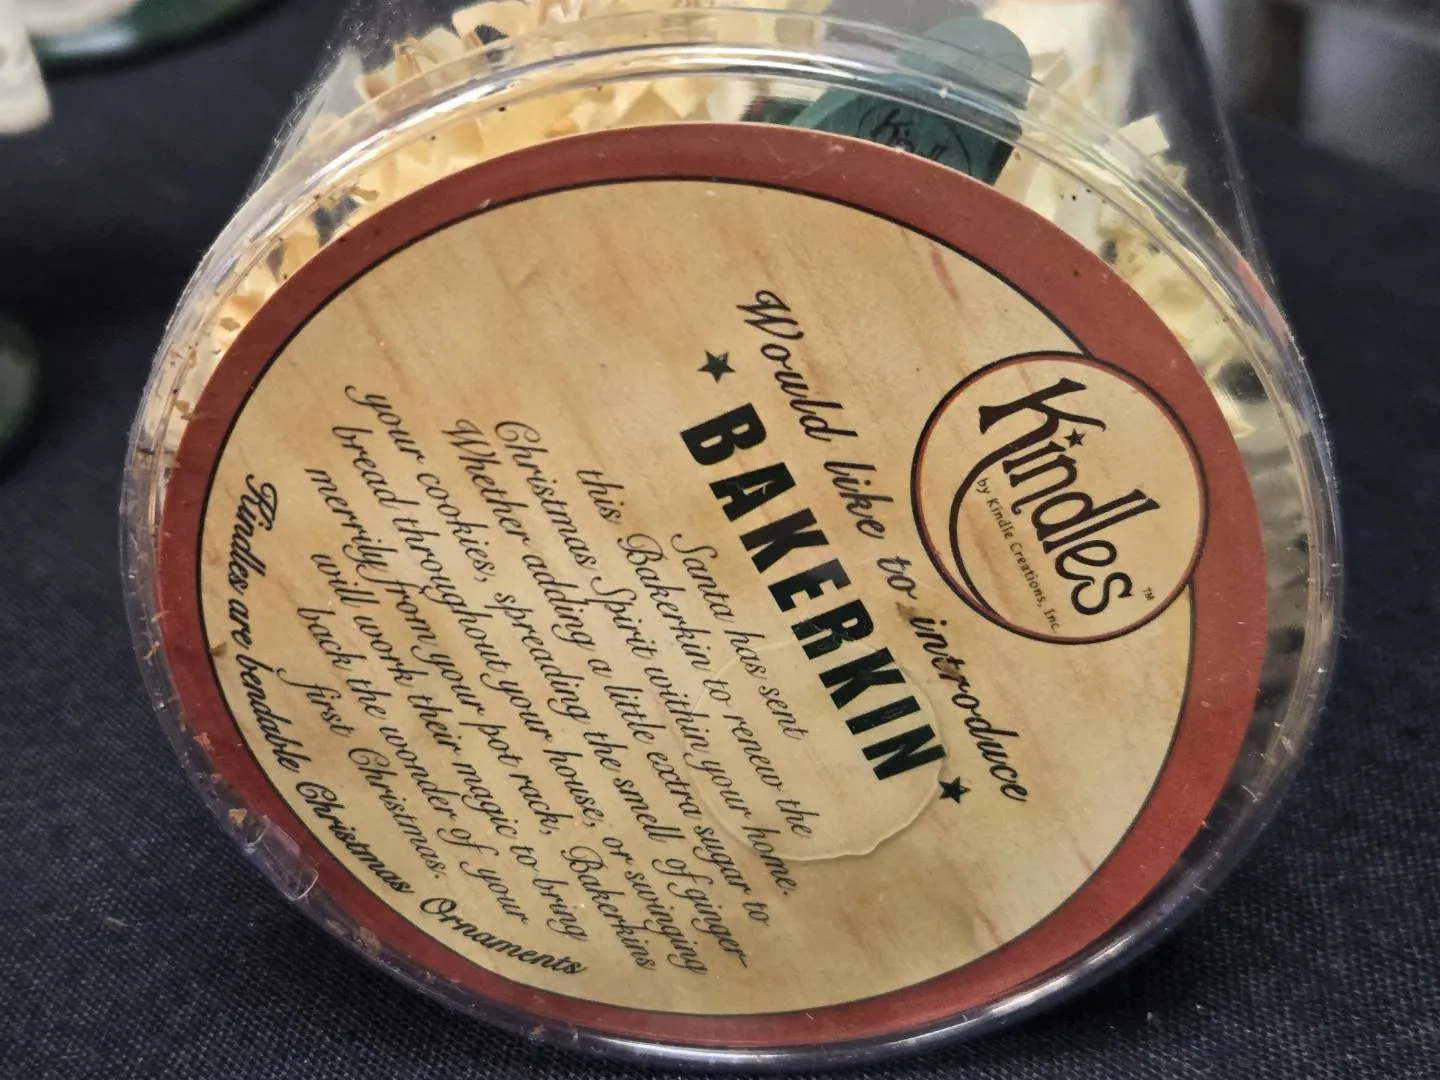 Kindles™
by Kindle Creations, Inc.
Would like to introduce
★ BAKERKIN ★
Santa has sent
this Bakerkin to renew the
Christmas Spirit within your home.
Whether adding a little extra sugar to
your cookies, spreading the smell of ginger-
bread throughout your house, or swinging
merrily from your pot rack, Bakerkins
will work their magic to bring
back the wonder of your
first Christmas.
Kindles are bendable Christmas Ornaments